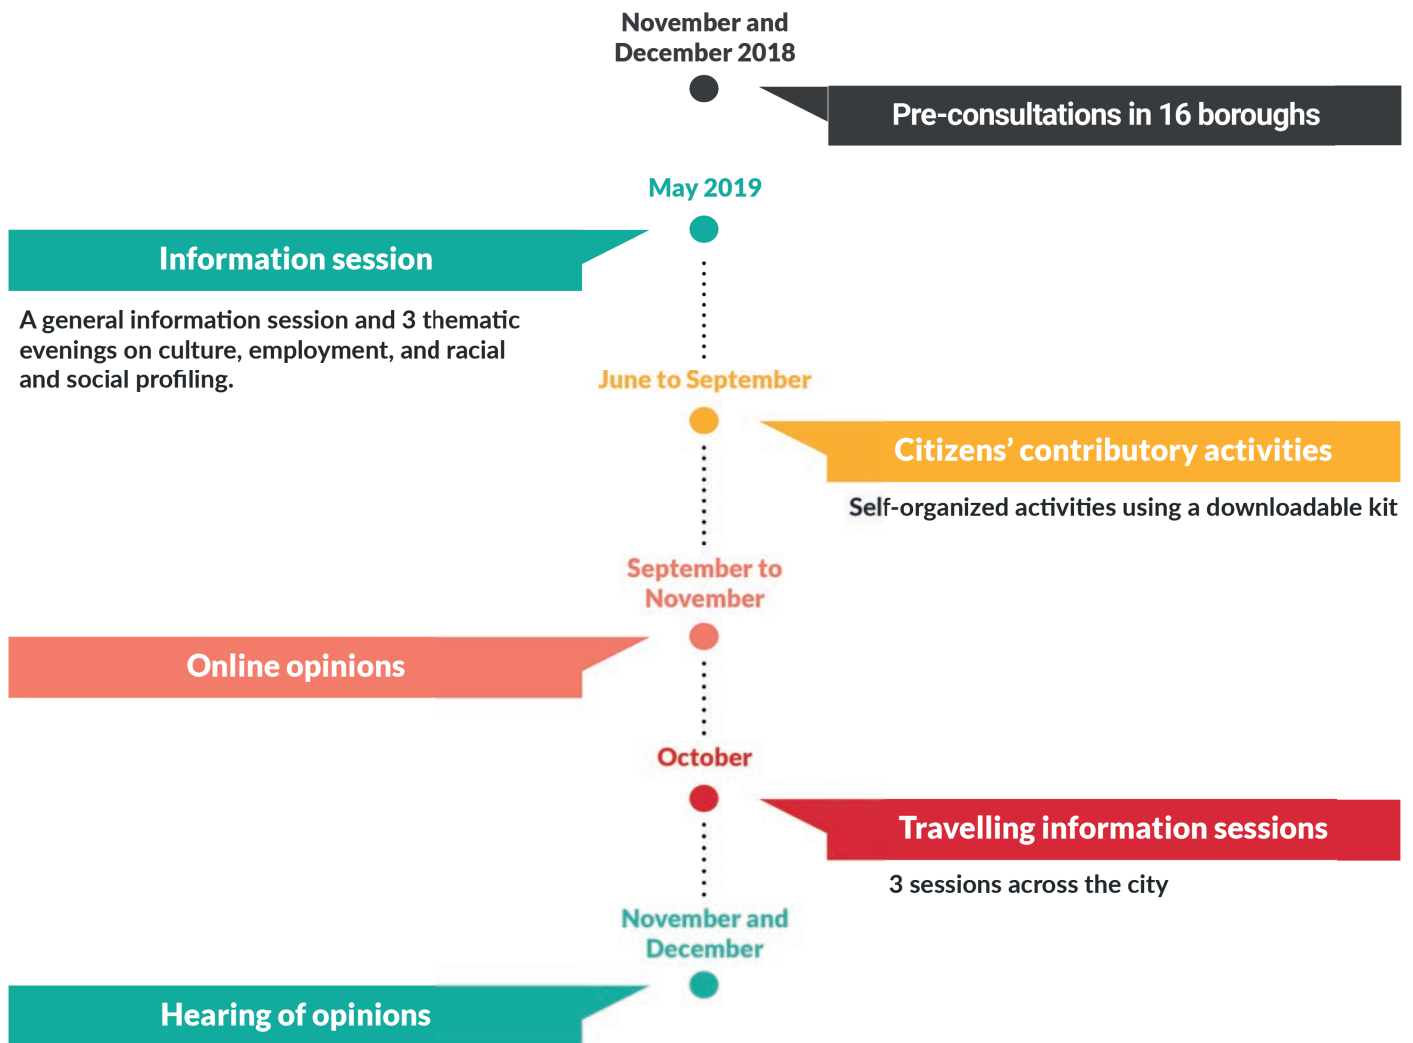 November and
December 2018
Pre-consultations in 16 boroughs
May 2019
Information session
A general information session and 3 thematic
evenings on culture, employment, and racial
and social profiling.
June to September
Citizens’ contributory activities
Self-organized activities using a downloadable kit
September to
November
Online opinions
October
Travelling information sessions
3 sessions across the city
November and
December
Hearing of opinions